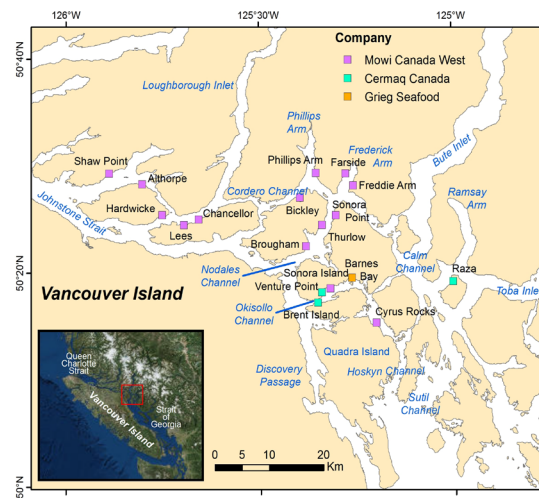 126°W
125°30'W
125°W
50°40'N
50°20'N
50°N
Company
Mowi Canada West
Cermaq Canada
Grieg Seafood
Loughborough Inlet
Phillips
Arm
Bute Inlet
Shaw Point
Althorpe
Phillips Arm
Farside
Frederick
Arm
Freddie Arm
Ramsay
Arm
Johnstone Strait
Hardwicke
Lees
Chancellor
Cordero Channel
Bickley
Sonora
Point
Thurlow
Brougham
Nodales
Channel
Calm
Channel
Barnes
Bay
Raza
Toba Inle
Vancouver Island
Sonora Island
Venture Point
Okisollo
Channel
Brent Island
Cyrus Rocks
Quadra Island
Hoskyn Channel
Discovery
Passage
Sutil
Channel
Queen
Charlotte
Strait
Vancouver Island
Strait
of
Georgia
0 5 10 20
Km